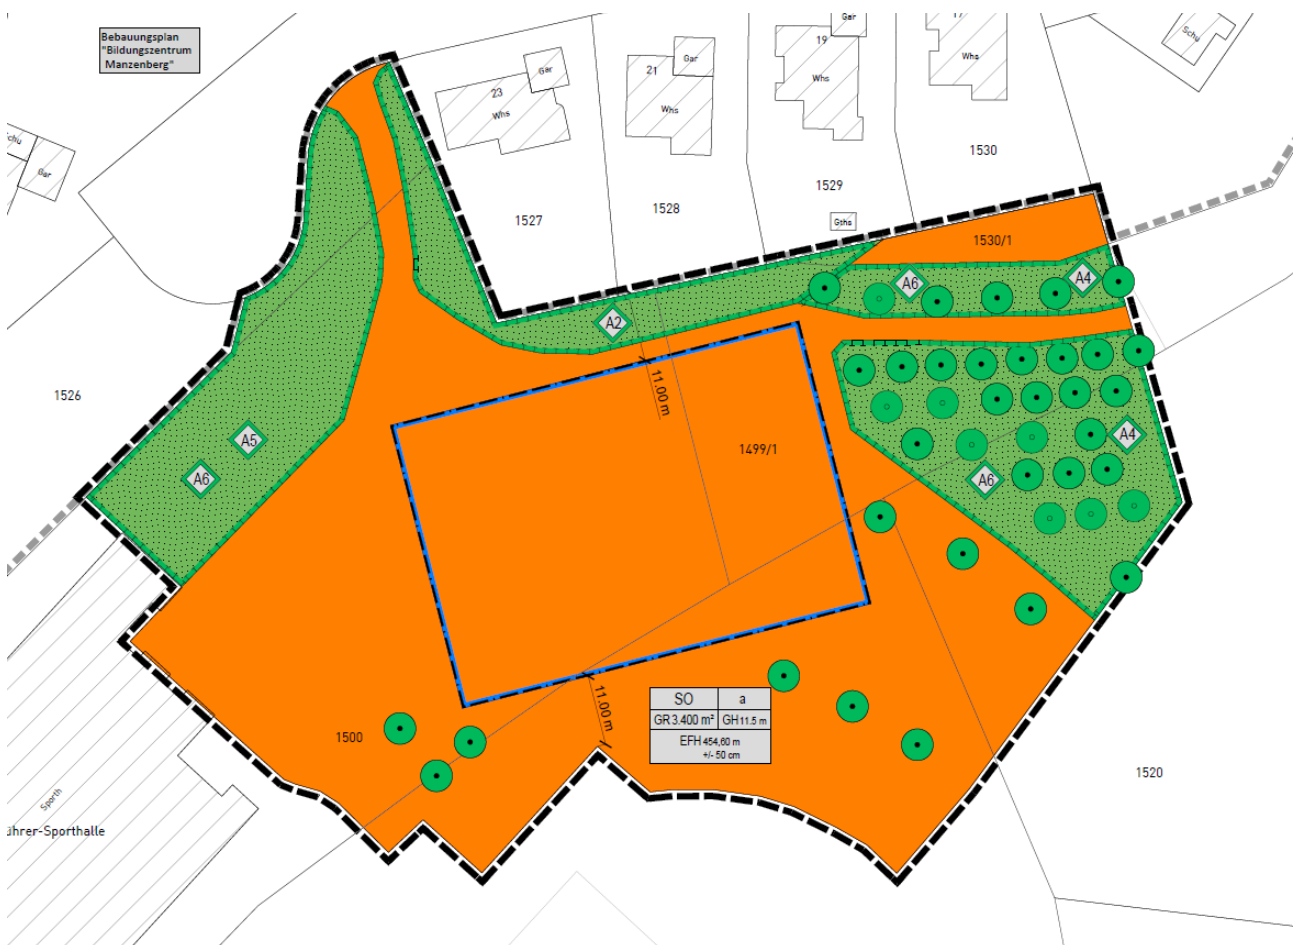 Bebauungsplan
"Bildungszentrum
Manzenberg"
Gar
17
Schu
Gar
19
Gar
21
Whs
Whs
23
Whs
Whs
Gar
1530
1529
1528
1527
Gths
1530/1
A6
A4
A2
1526
11.00 m
A5
A4
1499/1
A6
A6
SO
a
GR 3.400 m²
GH 11.5 m
11.00 m
1500
EFH 454,60 m
+/- 50 cm
1520
Sporth
ührer-Sporthalle